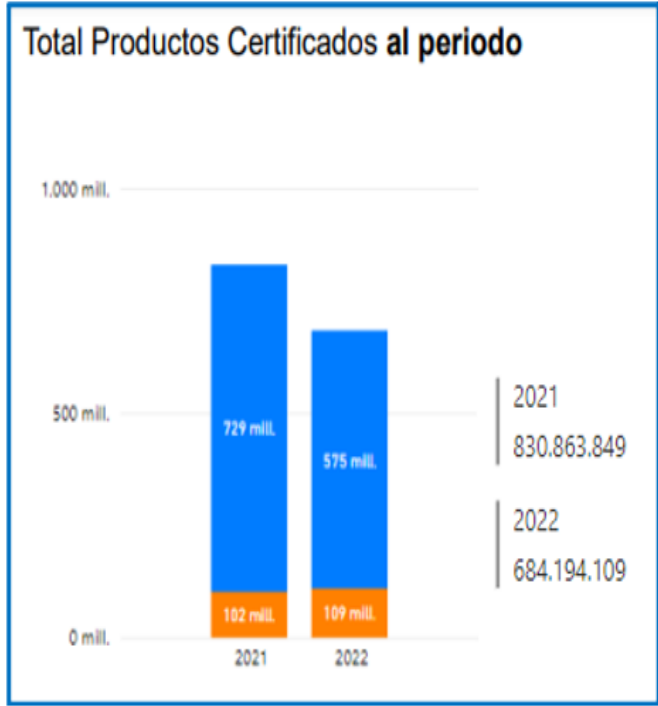 Total Productos Certificados al periodo
1.000 mill.
500 mill.
0 mill.
729 mill.
575 mill.
102 mill.
109 mill.
2021
2022
2021
830.863.849
2022
684.194.109